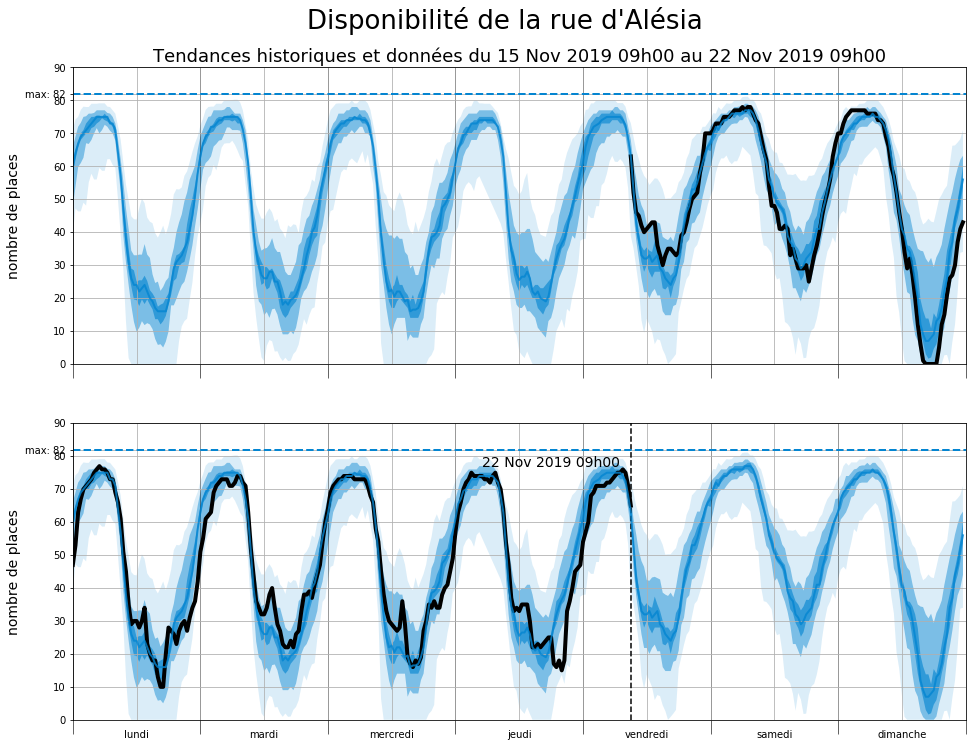 Disponibilité de la rue d'Alésia
Tendances historiques et données du 15 Nov 2019 09h00 au 22 Nov 2019 09h00
90
max: 82
80
70
60
50
40
30
20
10
0
nombre de places
90
max: 82
80
22 Nov 2019 09h00
70
60
50
40
30
20
10
0
nombre de places
lundi mardi mercredi jeudi vendredi samedi dimanche